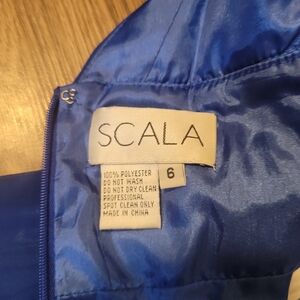 SCALA
100% POLYESTER
DO NOT WASH
DO NOT DRY CLEAN
PROFESSIONAL
SPOT CLEAN ONLY
MADE IN CHINA
6